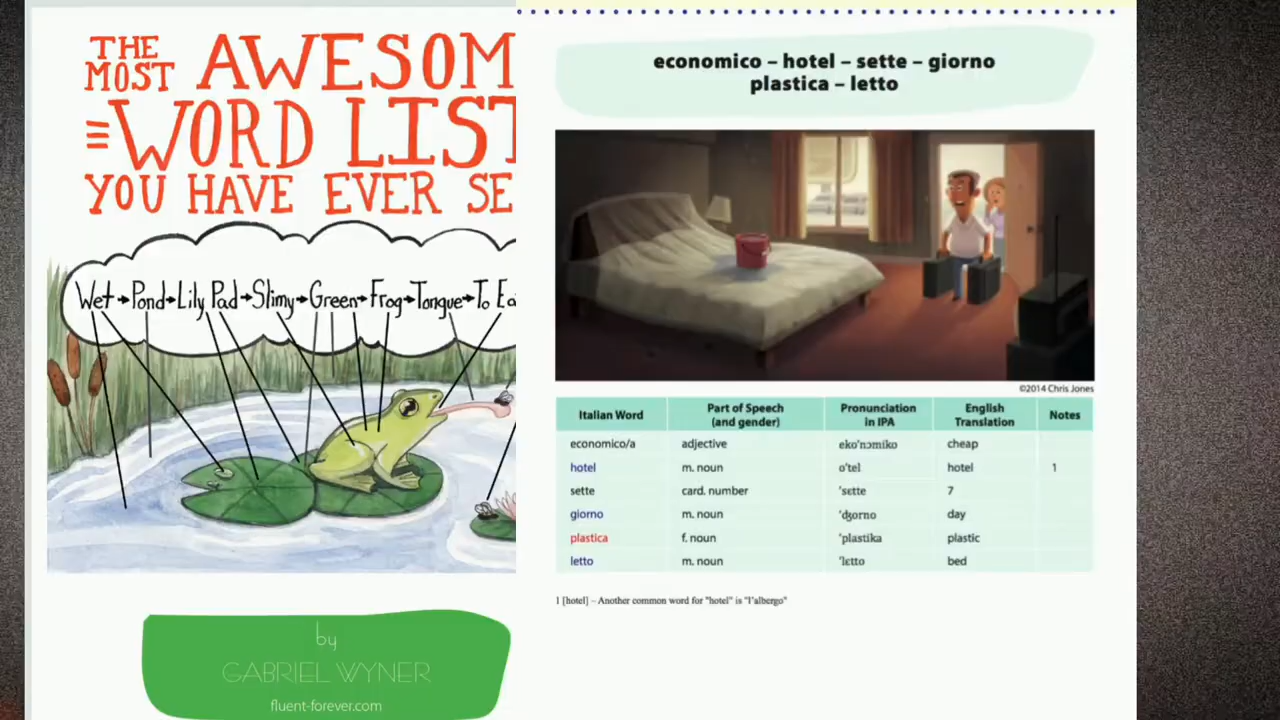 THE
MOST AWESOM
WORD LIST
YOU HAVE EVER SE
Wet→Pond→Lily Pad→Slimy→Green→Frog→Tongue→To Ea
by
GABRIEL WYNER
fluent-forever.com
economico – hotel – sette – giorno
plastica – letto
©2014 Chris Jones
Italian Word Part of Speech (and gender) Pronunciation in IPA English Translation Notes
economico/a adjective eko'nɔmiko cheap
hotel m. noun o'tel hotel 1
sette card. number 'sɛtte 7
giorno m. noun 'ʤorno day
plastica f. noun 'plastika plastic
letto m. noun 'lɛtto bed
1 [hotel] – Another common word for "hotel" is "l'albergo"